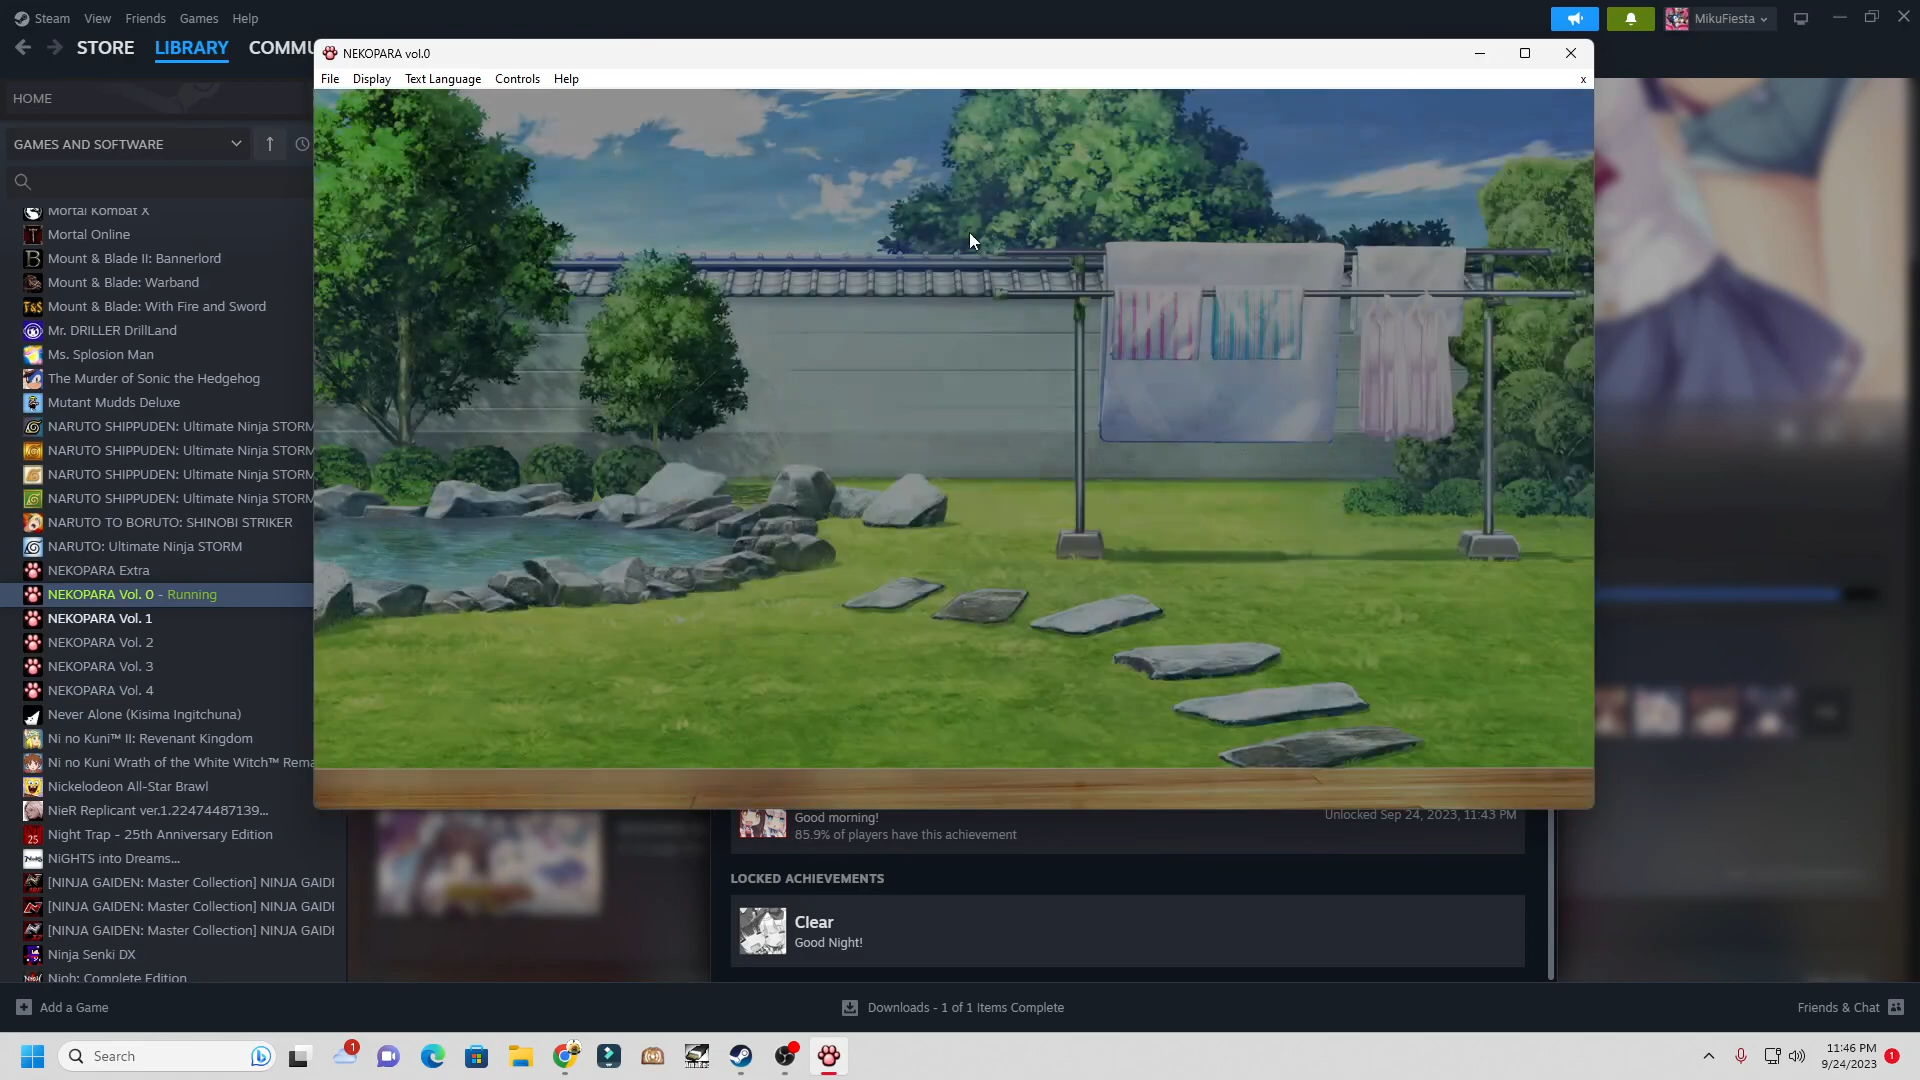 Steam View Friends Games Help
MikuFiesta
STORE LIBRARY COMMU
NEKOPARA vol.0
File Display Text Language Controls Help x
HOME
GAMES AND SOFTWARE
Mortal Kombat X
Mortal Online
Mount & Blade II: Bannerlord
Mount & Blade: Warband
Mount & Blade: With Fire and Sword
Mr. DRILLER DrillLand
Ms. Splosion Man
The Murder of Sonic the Hedgehog
Mutant Mudds Deluxe
NARUTO SHIPPUDEN: Ultimate Ninja STORM
NARUTO SHIPPUDEN: Ultimate Ninja STORM
NARUTO SHIPPUDEN: Ultimate Ninja STORM
NARUTO SHIPPUDEN: Ultimate Ninja STORM
NARUTO TO BORUTO: SHINOBI STRIKER
NARUTO: Ultimate Ninja STORM
NEKOPARA Extra
NEKOPARA Vol. 0 - Running
NEKOPARA Vol. 1
NEKOPARA Vol. 2
NEKOPARA Vol. 3
NEKOPARA Vol. 4
Never Alone (Kisima Ingitchuna)
Ni no Kuni™ II: Revenant Kingdom
Ni no Kuni Wrath of the White Witch™ Rema
Nickelodeon All-Star Brawl
NieR Replicant ver.1.22474487139...
Night Trap - 25th Anniversary Edition
NiGHTS into Dreams...
[NINJA GAIDEN: Master Collection] NINJA GAIDE
[NINJA GAIDEN: Master Collection] NINJA GAIDE
[NINJA GAIDEN: Master Collection] NINJA GAIDE
Ninja Senki DX
Nioh: Complete Edition
Good morning!
85.9% of players have this achievement
Unlocked Sep 24, 2023, 11:43 PM
LOCKED ACHIEVEMENTS
Clear
Good Night!
Add a Game
Downloads - 1 of 1 Items Complete
Friends & Chat
Search
1
11:46 PM
9/24/2023
1